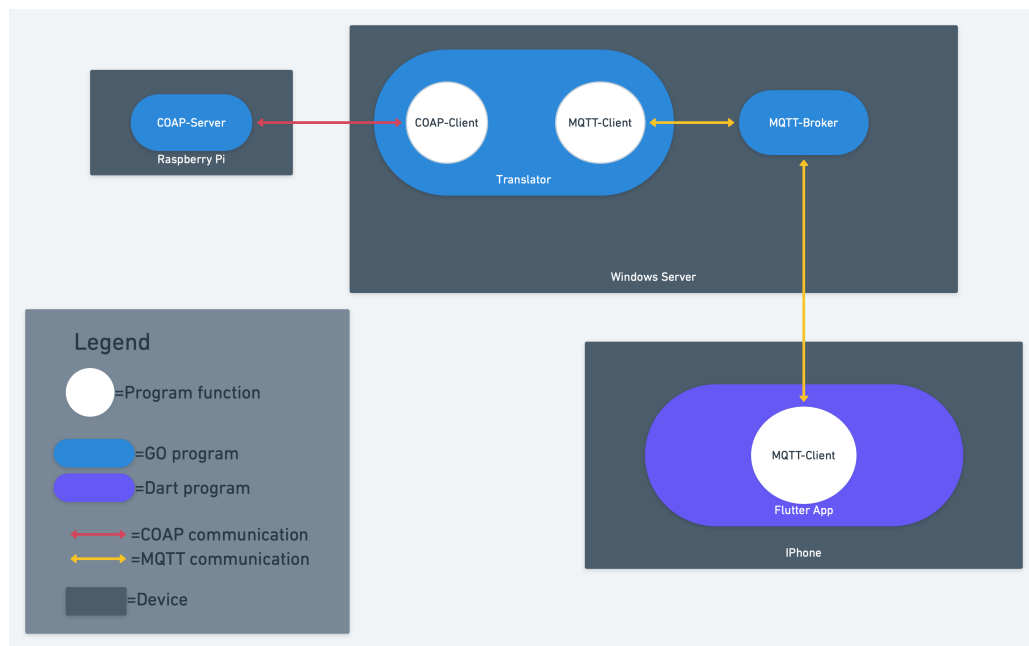 COAP-Server
Raspberry Pi
COAP-Client
MQTT-Client
Translator
MQTT-Broker
Windows Server
Legend
=Program function
=GO program
=Dart program
=COAP communication
=MQTT communication
=Device
MQTT-Client
Flutter App
IPhone